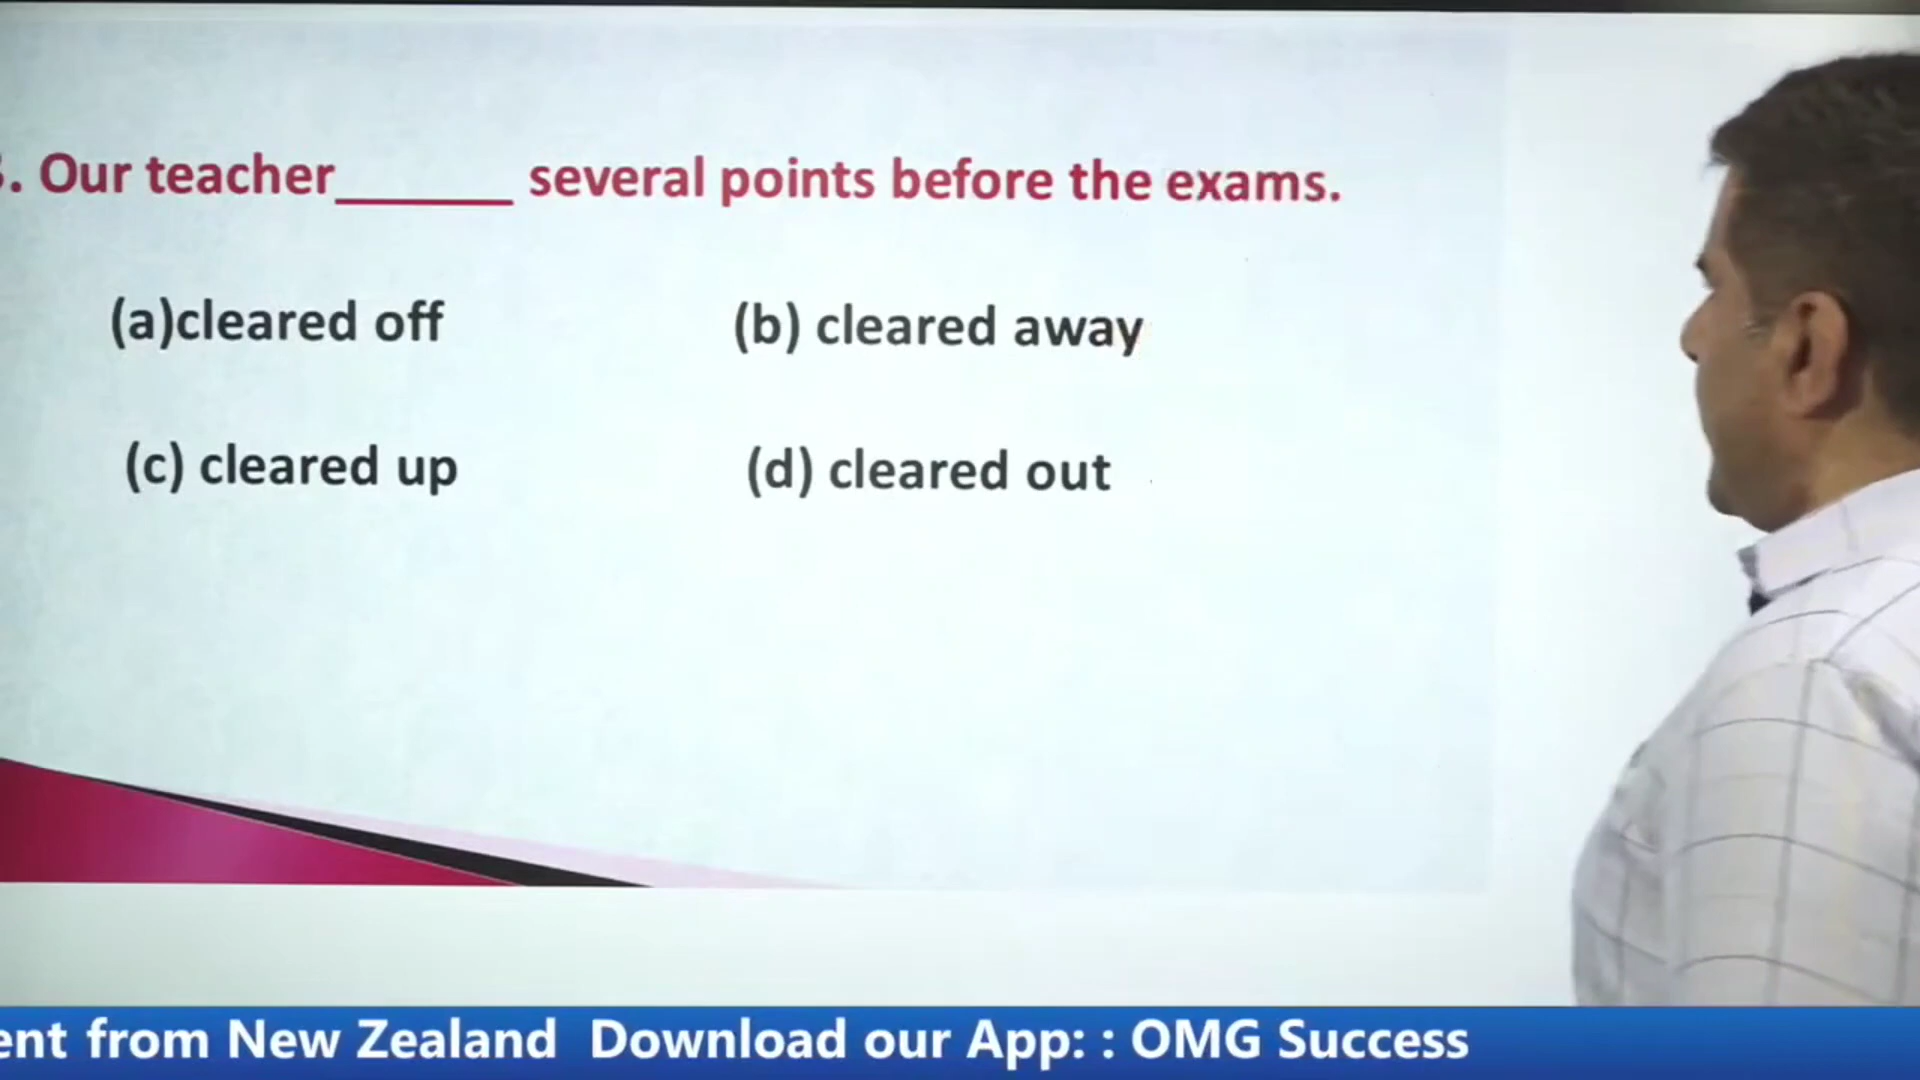 . Our teacher______ several points before the exams.
(a)cleared off (b) cleared away
(c) cleared up (d) cleared out
ent from New Zealand Download our App: : OMG Success